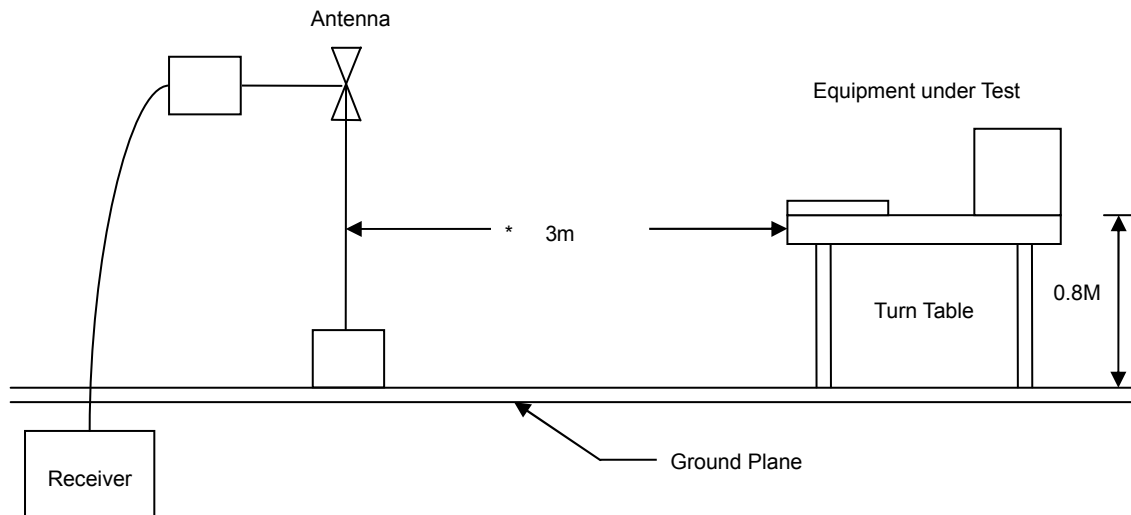 Antenna
Equipment under Test
* 3m
0.8M
Turn Table
Ground Plane
Receiver